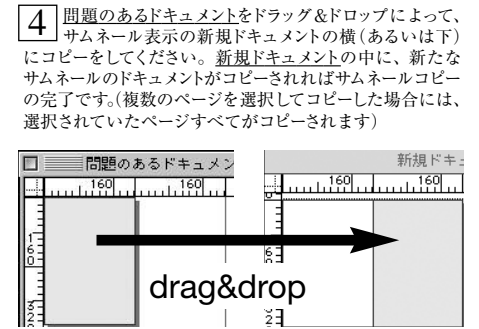 4 問題のあるドキュメントをドラッグ&ドロップによって、
サムネール表示の新規ドキュメントの横(あるいは下)
にコピーをしてください。新規ドキュメントの中に、新たな
サムネールのドキュメントがコピーされればサムネールコピー
の完了です。(複数のページを選択してコピーした場合には、
選択されていたページすべてがコピーされます)
問題のあるドキュメン
新規ドキュ
160 160
160 160
160
160
drag&drop
32
32